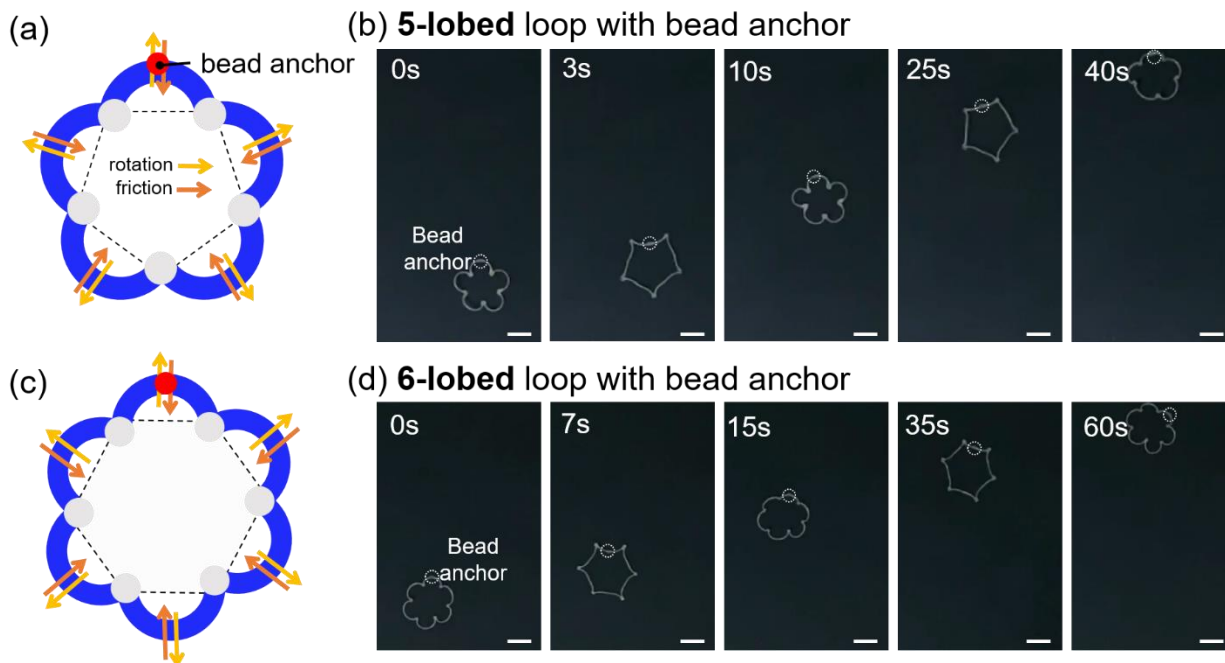 (a)
bead anchor
rotation
friction
(b) 5-lobed loop with bead anchor
0s
3s
10s
25s
40s
Bead
anchor
(c)
(d) 6-lobed loop with bead anchor
0s
7s
15s
35s
60s
Bead
anchor